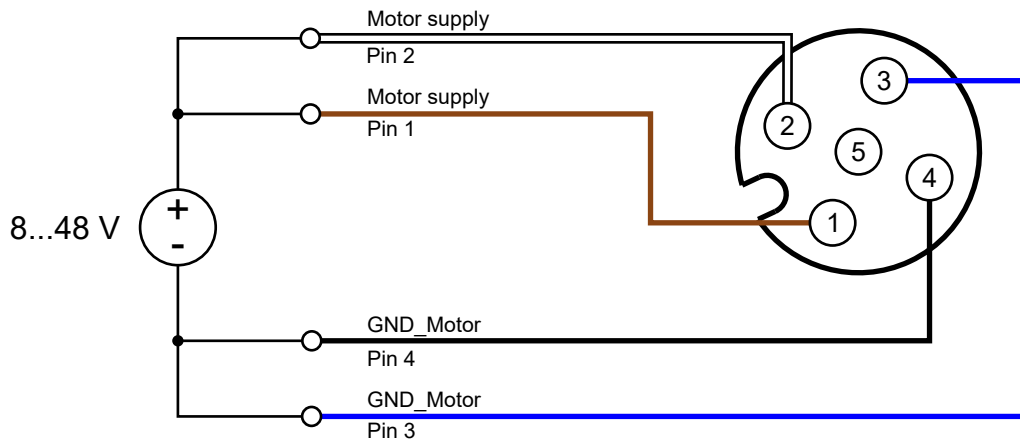 Motor supply
Pin 2
Motor supply
Pin 1
3
2
5
4
1
8...48 V
+
-
GND_Motor
Pin 4
GND_Motor
Pin 3